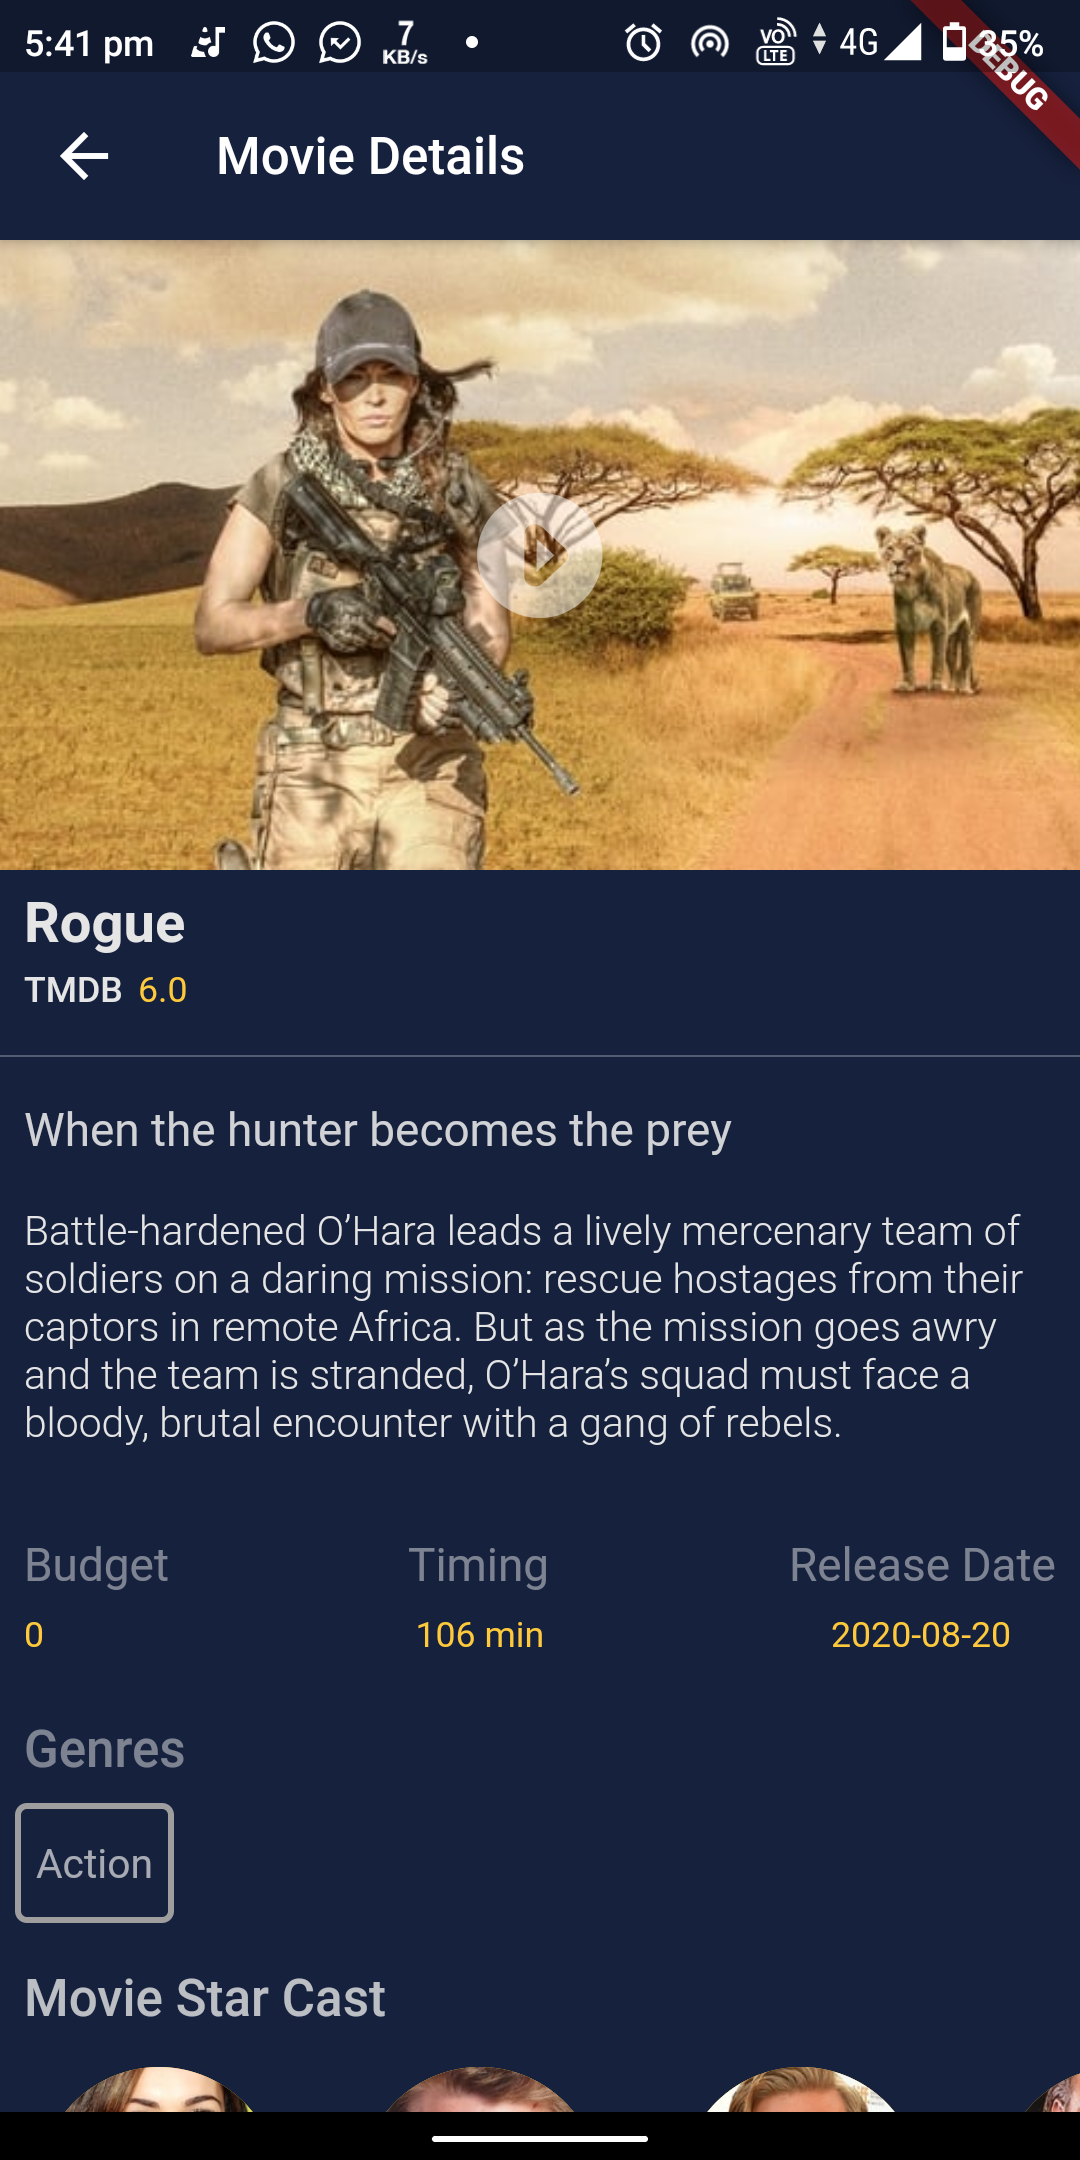 5:41 pm 7 KB/s VO LTE 4G 35%
DEBUG
Movie Details
Rogue
TMDB 6.0
When the hunter becomes the prey
Battle-hardened O’Hara leads a lively mercenary team of
soldiers on a daring mission: rescue hostages from their
captors in remote Africa. But as the mission goes awry
and the team is stranded, O’Hara’s squad must face a
bloody, brutal encounter with a gang of rebels.
Budget Timing Release Date
0 106 min 2020-08-20
Genres
Action
Movie Star Cast